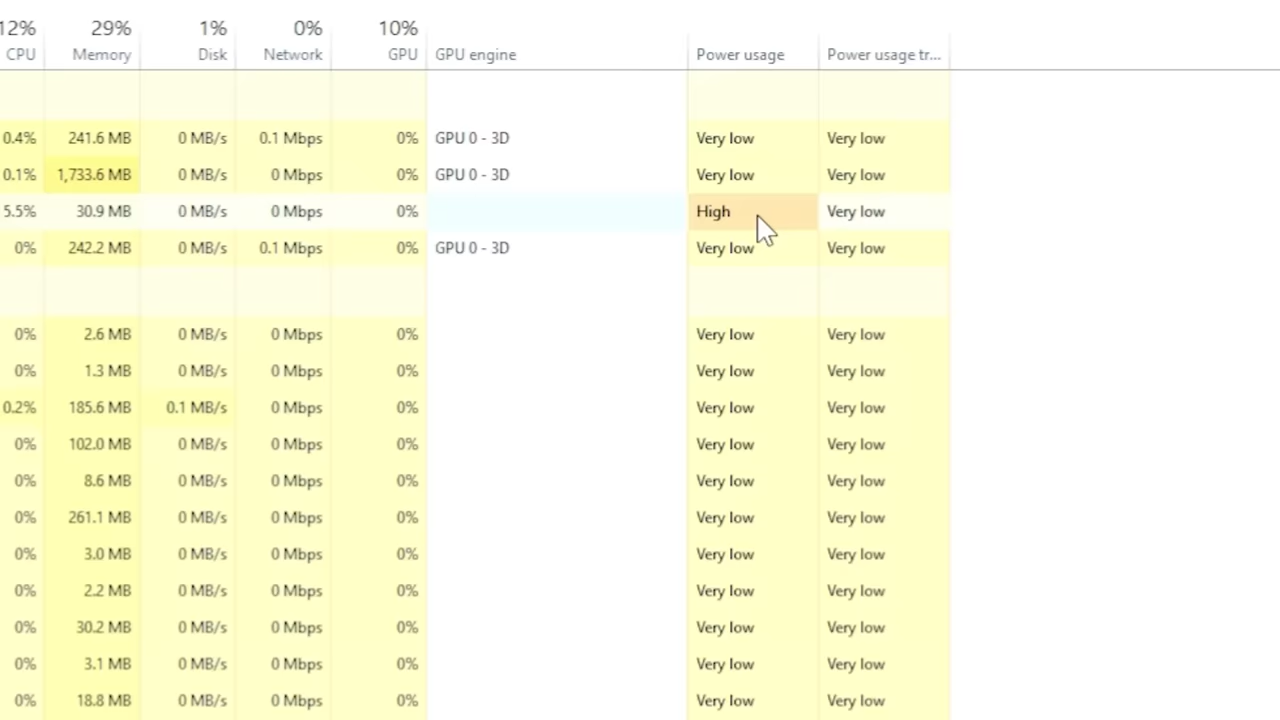 12% 29% 1% 0% 10%
CPU Memory Disk Network GPU GPU engine Power usage Power usage tr...
0.4% 241.6 MB 0 MB/s 0.1 Mbps 0% GPU 0 - 3D Very low Very low
0.1% 1,733.6 MB 0 MB/s 0 Mbps 0% GPU 0 - 3D Very low Very low
5.5% 30.9 MB 0 MB/s 0 Mbps 0% High Very low
0% 242.2 MB 0 MB/s 0.1 Mbps 0% GPU 0 - 3D Very low Very low
0% 2.6 MB 0 MB/s 0 Mbps 0% Very low Very low
0% 1.3 MB 0 MB/s 0 Mbps 0% Very low Very low
0.2% 185.6 MB 0.1 MB/s 0 Mbps 0% Very low Very low
0% 102.0 MB 0 MB/s 0 Mbps 0% Very low Very low
0% 8.6 MB 0 MB/s 0 Mbps 0% Very low Very low
0% 261.1 MB 0 MB/s 0 Mbps 0% Very low Very low
0% 3.0 MB 0 MB/s 0 Mbps 0% Very low Very low
0% 2.2 MB 0 MB/s 0 Mbps 0% Very low Very low
0% 30.2 MB 0 MB/s 0 Mbps 0% Very low Very low
0% 3.1 MB 0 MB/s 0 Mbps 0% Very low Very low
0% 18.8 MB 0 MB/s 0 Mbps 0% Very low Very low